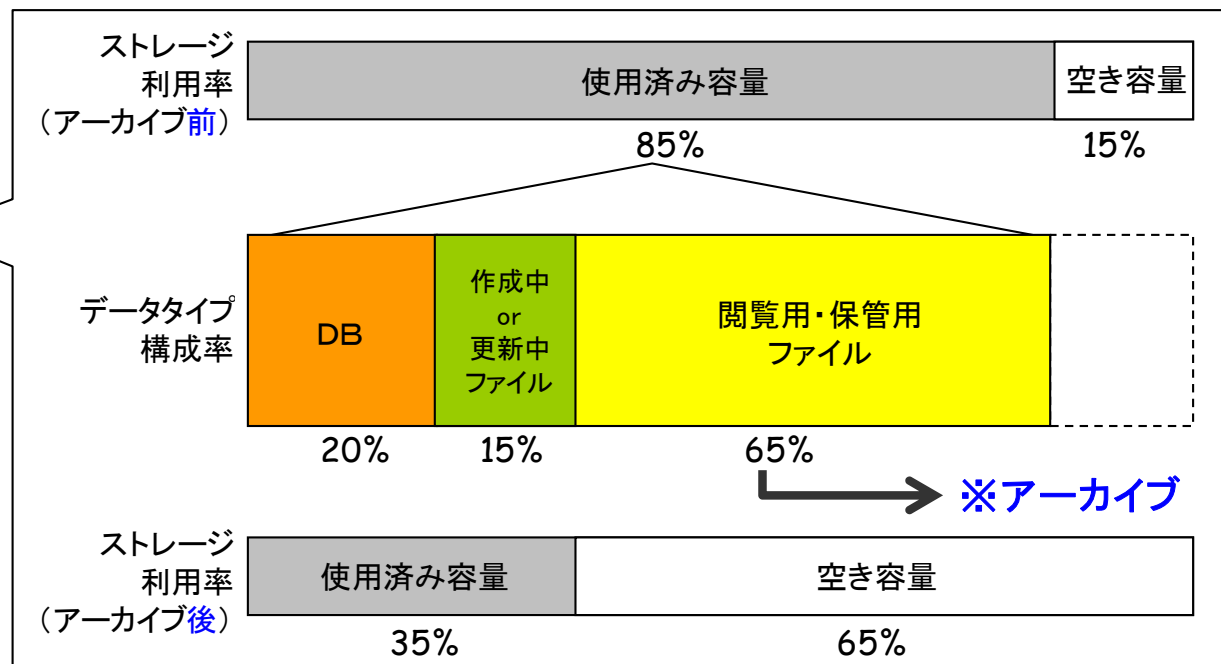 ストレージ
利用率
（アーカイブ前）
使用済み容量
空き容量
85%
15%
データタイプ
構成率
ＤＢ
作成中
or
更新中
ファイル
閲覧用・保管用
ファイル
20%
15%
65%
※アーカイブ
ストレージ
利用率
（アーカイブ後）
使用済み容量
空き容量
35%
65%